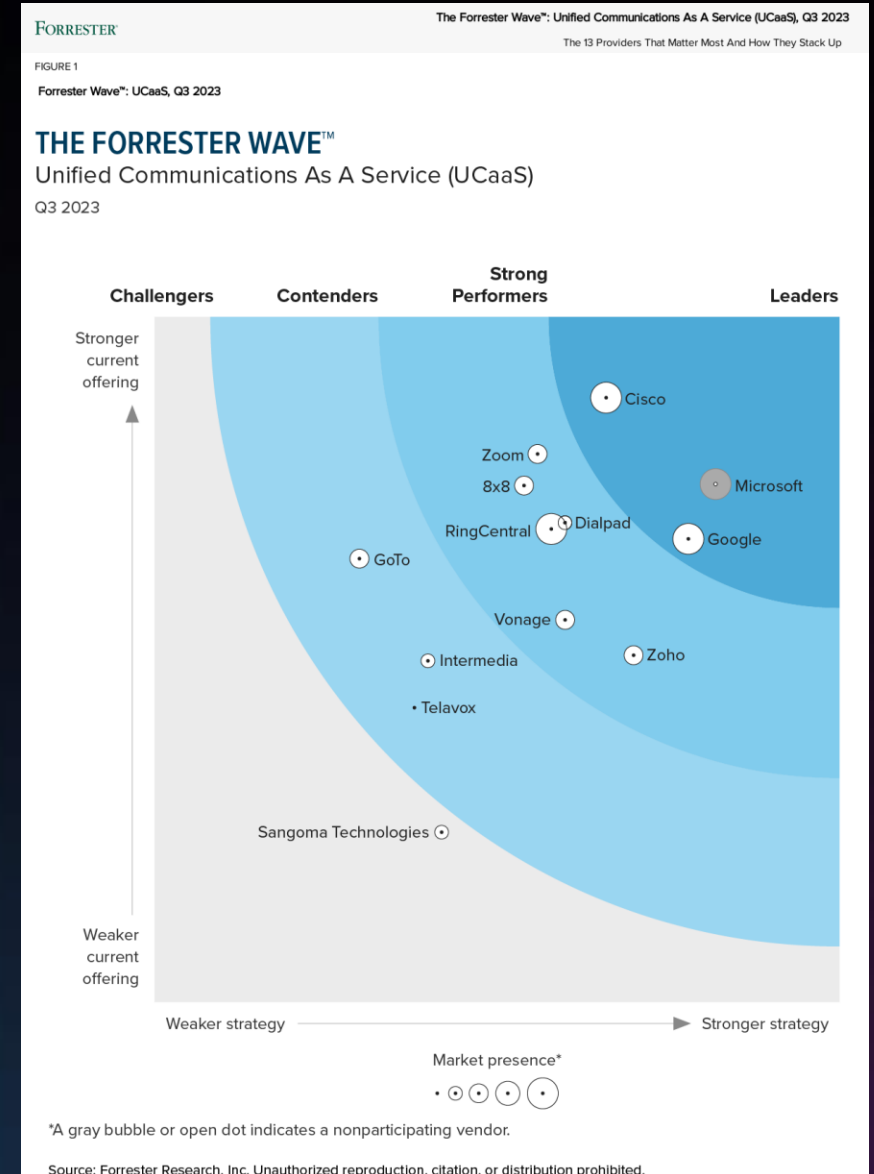 FORRESTER®
The Forrester Wave™: Unified Communications As A Service (UCaaS), Q3 2023
The 13 Providers That Matter Most And How They Stack Up
FIGURE 1
Forrester Wave™: UCaaS, Q3 2023
THE FORRESTER WAVE™
Unified Communications As A Service (UCaaS)
Q3 2023
Challengers
Contenders
Strong
Performers
Leaders
Stronger
current
offering
Cisco
Zoom
8x8
Microsoft
RingCentral
Dialpad
Google
GoTo
Vonage
Zoho
Intermedia
Telavox
Sangoma Technologies
Weaker
current
offering
Weaker strategy
Stronger strategy
Market presence*
*A gray bubble or open dot indicates a nonparticipating vendor.
Source: Forrester Research, Inc. Unauthorized reproduction, citation, or distribution prohibited.